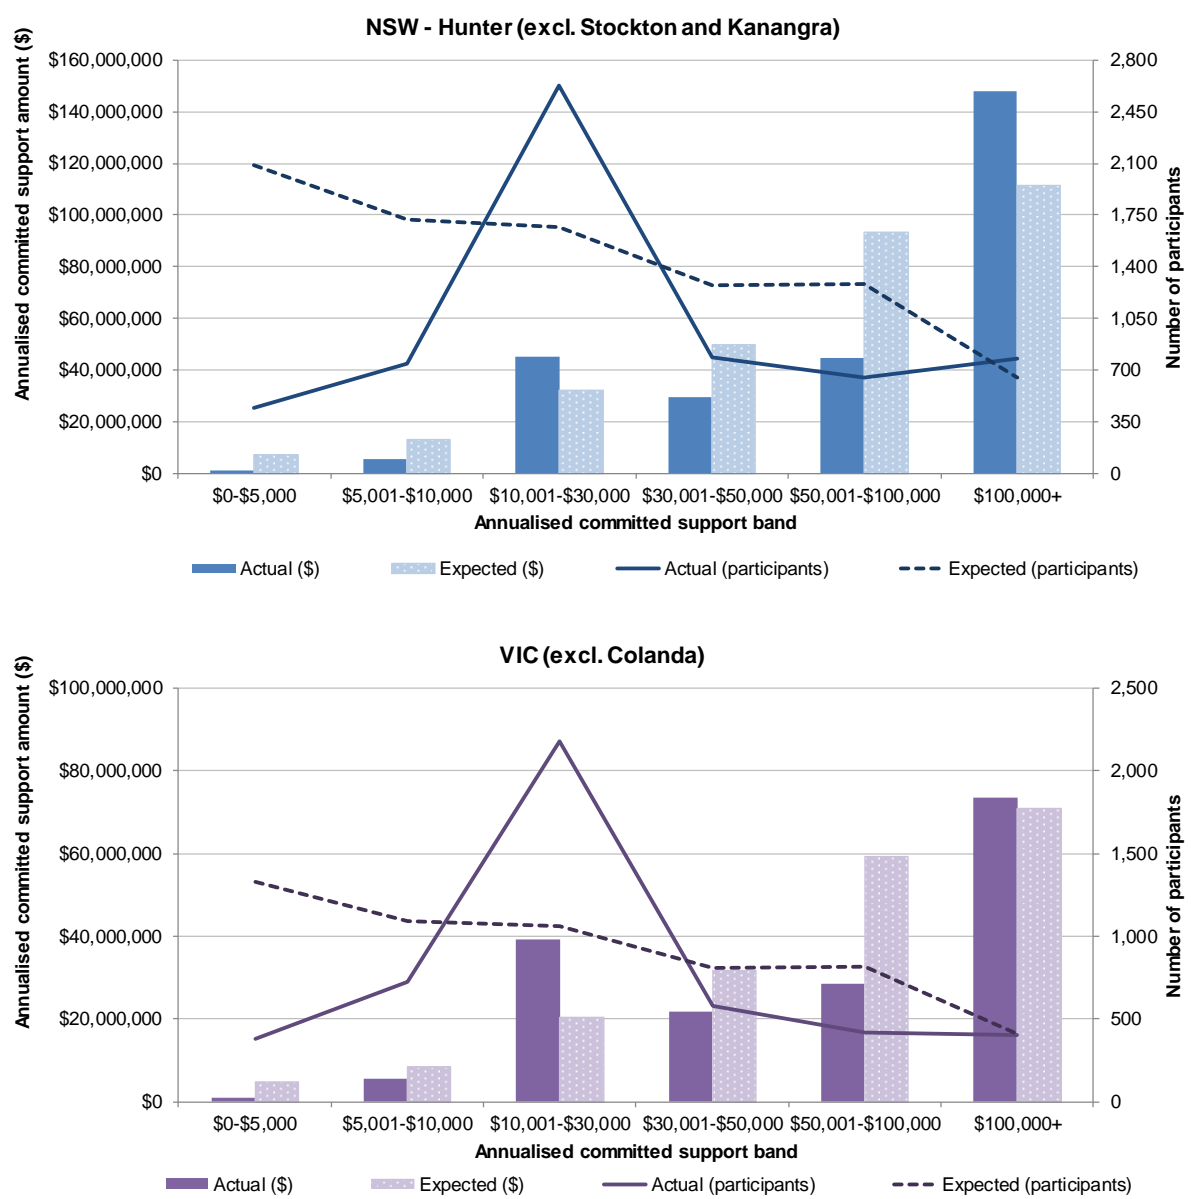 NSW - Hunter (excl. Stockton and Kanangra)
Annualised committed support amount ($)
$160,000,000
$140,000,000
$120,000,000
$100,000,000
$80,000,000
$60,000,000
$40,000,000
$20,000,000
$0
2,800
2,450
2,100
1,750
1,400
1,050
700
350
0
Number of participants
$0-$5,000 $5,001-$10,000 $10,001-$30,000 $30,001-$50,000 $50,001-$100,000 $100,000+
Annualised committed support band
Actual ($) Expected ($) Actual (participants) Expected (participants)
VIC (excl. Colanda)
Annualised committed support amount ($)
$100,000,000
$80,000,000
$60,000,000
$40,000,000
$20,000,000
$0
2,500
2,000
1,500
1,000
500
0
Number of participants
$0-$5,000 $5,001-$10,000 $10,001-$30,000 $30,001-$50,000 $50,001-$100,000 $100,000+
Annualised committed support band
Actual ($) Expected ($) Actual (participants) Expected (participants)